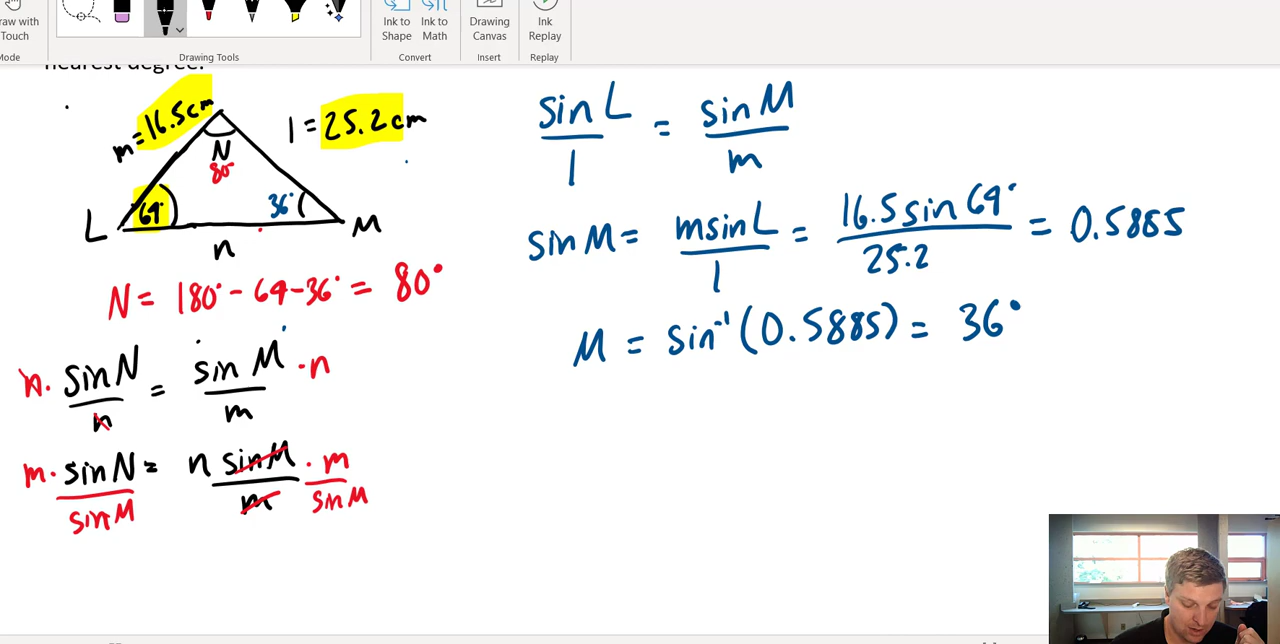 raw with Touch
Mode
Drawing Tools
Ink to Shape
Ink to Math
Convert
Drawing Canvas
Insert
Ink Replay
Replay
nearest degree.
m=16.5cm
l = 25.2cm
N
80°
64°
36°
L
M
n
N = 180° - 64 - 36° = 80°
n · sin N / n = sin M / m · n
m · sin N / sin M = n sin M / m · m / sin M
sin L / l = sin M / m
sin M = m sin L / l = 16.5 sin 64° / 25.2 = 0.5885
M = sin⁻¹ (0.5885) = 36°